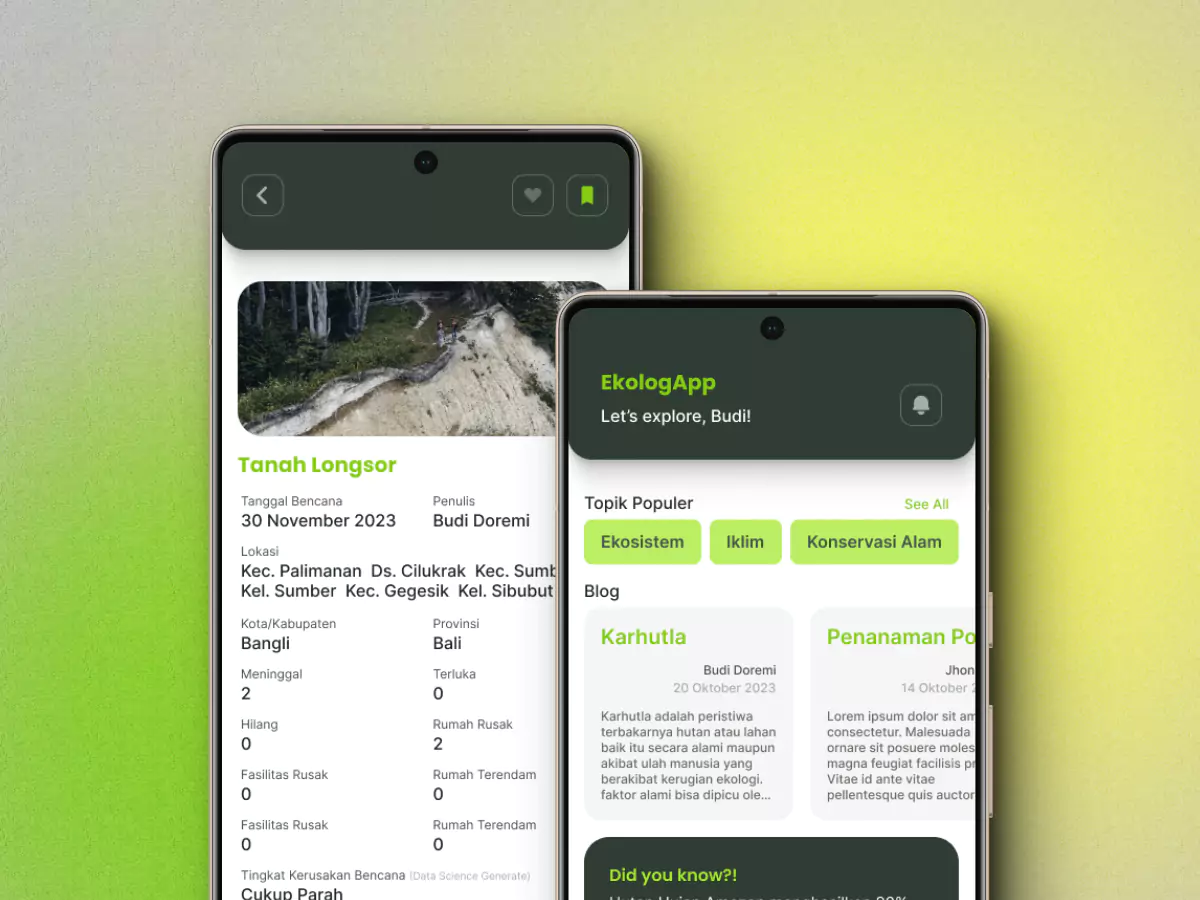 Tanah Longsor
Tanggal Bencana
30 November 2023
Penulis
Budi Doremi
Lokasi
Kec. Palimanan Ds. Cilukrak Kec.
Kel. Sumber Kec. Gegesik Kel. Sibubut
Kota/Kabupaten
Bangli
Provinsi
Bali
Meninggal
2
Terluka
0
Hilang
0
Rumah Rusak
2
Fasilitas Rusak
0
Rumah Terendam
0
Fasilitas Rusak
0
Rumah Terendam
0
Tingkat Kerusakan Bencana (Data Science Generate)
Cukup Parah
EkologApp
Let's explore, Budi!
Topik Populer
See All
Ekosistem
Iklim
Konservasi Alam
Blog
Karhutla
Budi Doremi
20 Oktober 2023
Karhutla adalah peristiwa
terbakarnya hutan atau lahan
baik itu secara alami maupun
akibat ulah manusia yang
berakibat kerugian ekologi.
faktor alami bisa dipicu ole...
Penanaman Po
Jhon
14 Oktober
Lorem ipsum dolor sit am
consectetur. Malesuada
ornare sit posuere moles
magna feugiat facilisis pr
Vitae id ante vitae
pellentesque quis auctor
Did you know?!